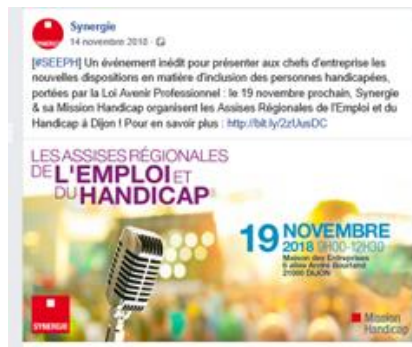 Synergie
14 novembre 2018
[#SEEPH] Un événement inédit pour présenter aux chefs d'entreprise les
nouvelles dispositions en matière d'inclusion des personnes handicapées,
portées par la Loi Avenir Professionnel : le 19 novembre prochain, Synergie
& sa Mission Handicap organisent les Assises Régionales de l'Emploi et du
Handicap à Dijon ! Pour en savoir plus : http://bit.ly/2zUusDC
LES ASSISES RÉGIONALES
DE L'EMPLOI ET
DU HANDICAP
19 NOVEMBRE
2018 9H00-12H30
Maison des Entreprises
6 allée André Bourland
21000 DIJON
SYNERGIE
Mission
Handicap